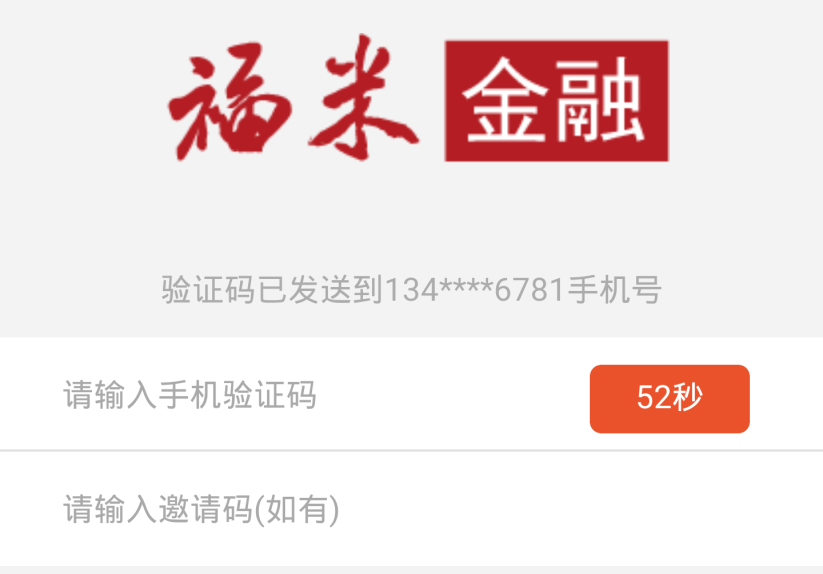 福米 金融
验证码已发送到134****6781手机号
请输入手机验证码
52秒
请输入邀请码(如有)